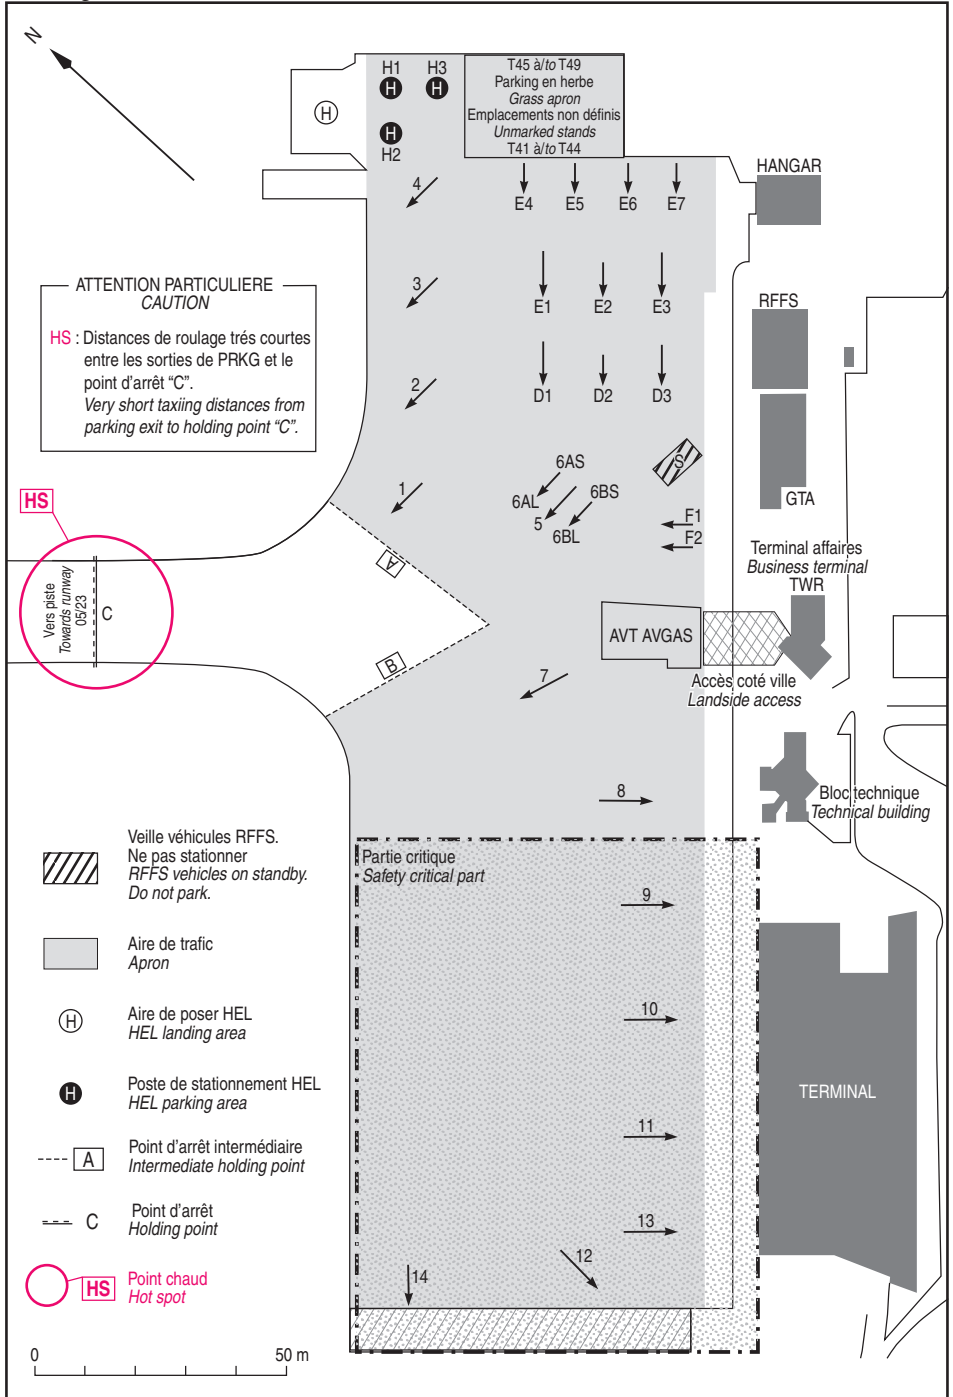 N
H1
H3
H
H
H
H
H2
T45 à/to T49
Parking en herbe
Grass apron
Emplacements non définis
Unmarked stands
T41 à/to T44
HANGAR
4
E4
E5
E6
E7
ATTENTION PARTICULIERE
CAUTION
HS : Distances de roulage trés courtes
entre les sorties de PRKG et le
point d'arrêt “C”.
Very short taxiing distances from
parking exit to holding point “C”.
3
E1
E2
E3
RFFS
2
D1
D2
D3
6AS
S
1
6AL
6BS
5
6BL
F1
F2
GTA
HS
Vers piste
Towards runway
05/23
C
A
B
Terminal affaires
Business terminal
TWR
AVT AVGAS
Accès coté ville
Landside access
7
8
Bloc technique
Technical building
Partie critique
Safety critical part
9
10
11
13
12
14
TERMINAL
Veille véhicules RFFS.
Ne pas stationner
RFFS vehicles on standby.
Do not park.
Aire de trafic
Apron
H
Aire de poser HEL
HEL landing area
H
Poste de stationnement HEL
HEL parking area
A
Point d'arrêt intermédiaire
Intermediate holding point
C
Point d'arrêt
Holding point
HS
Point chaud
Hot spot
0
50 m